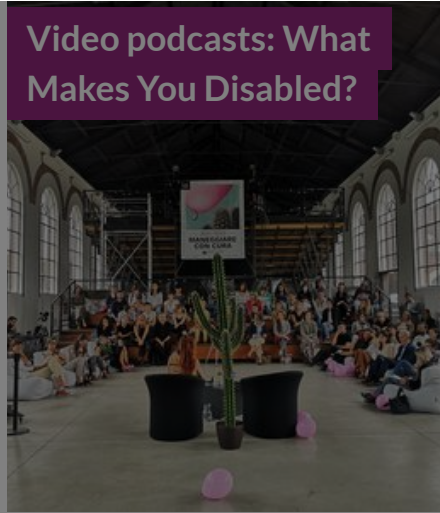 Video podcasts: What
Makes You Disabled?
MANEGGIARE
CON CURA